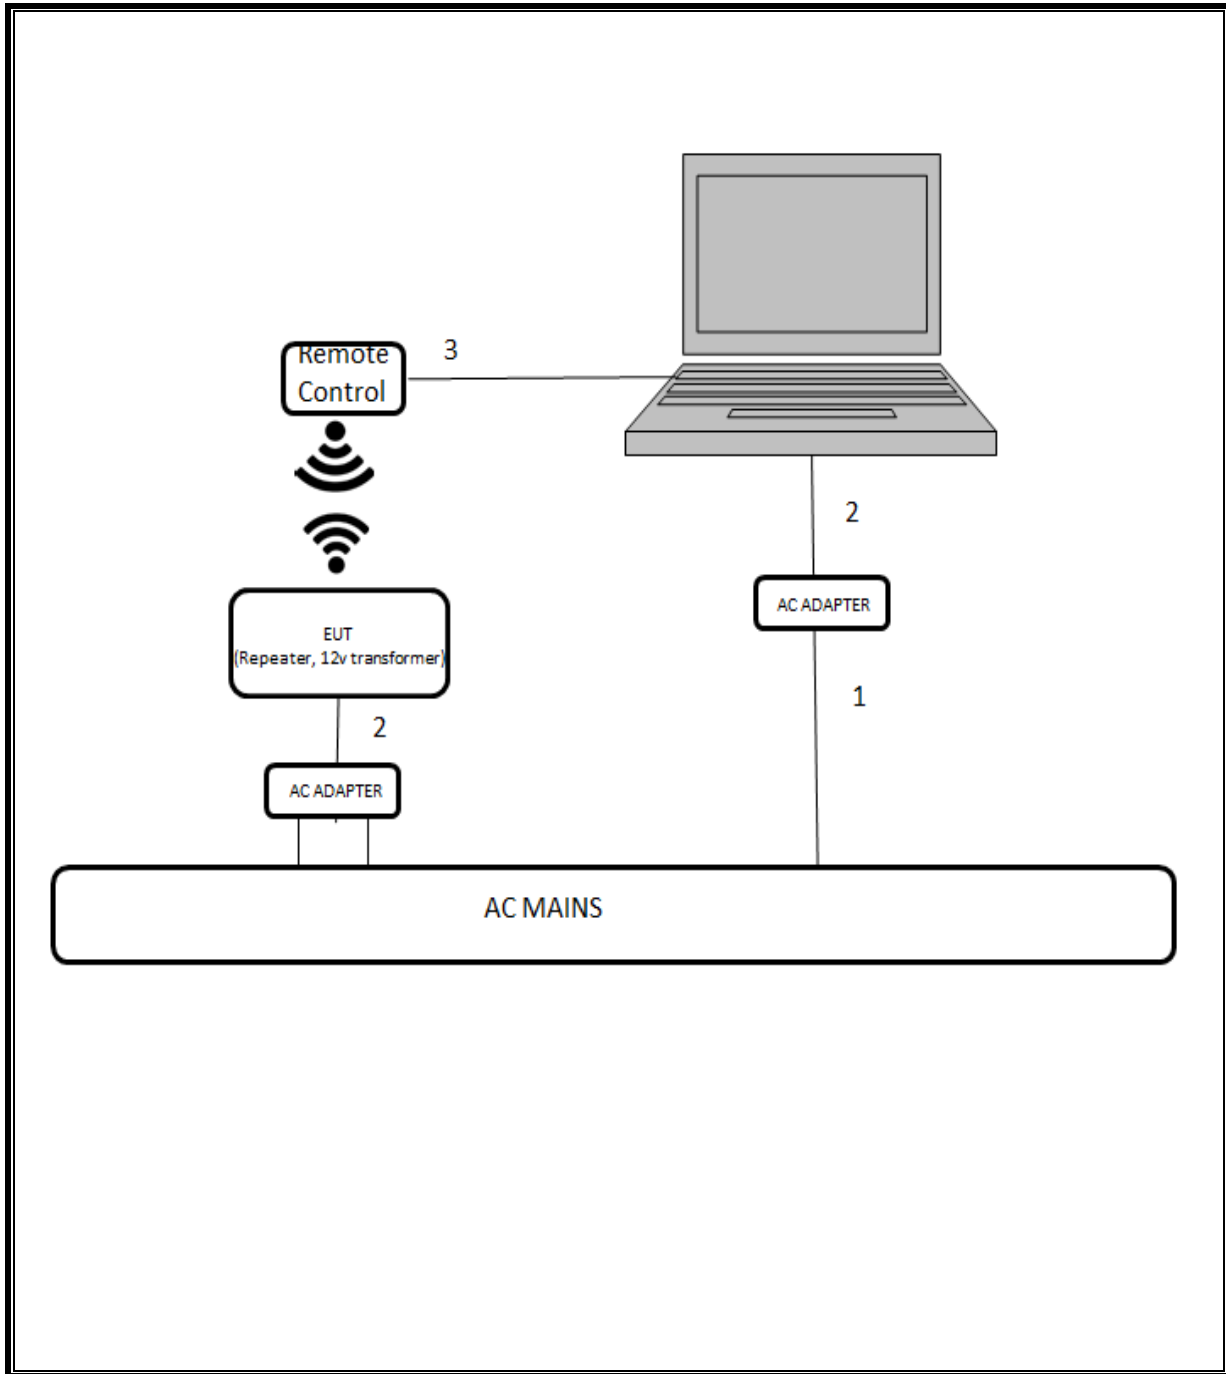 Remote
Control
3
2
AC ADAPTER
EUT
(Repeater, 12v transformer)
1
2
AC ADAPTER
AC MAINS